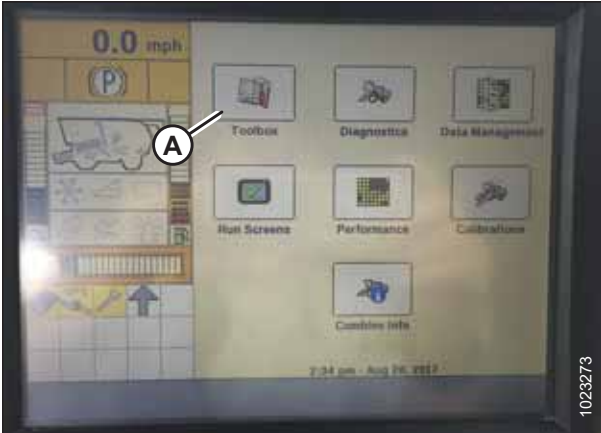 0.0 mph
(P)
A
Toolbox
Diagnostics
Data Management
Run Screens
Performance
Calibrations
Combine Info
2:34 pm - Aug 20, 2017
1023273